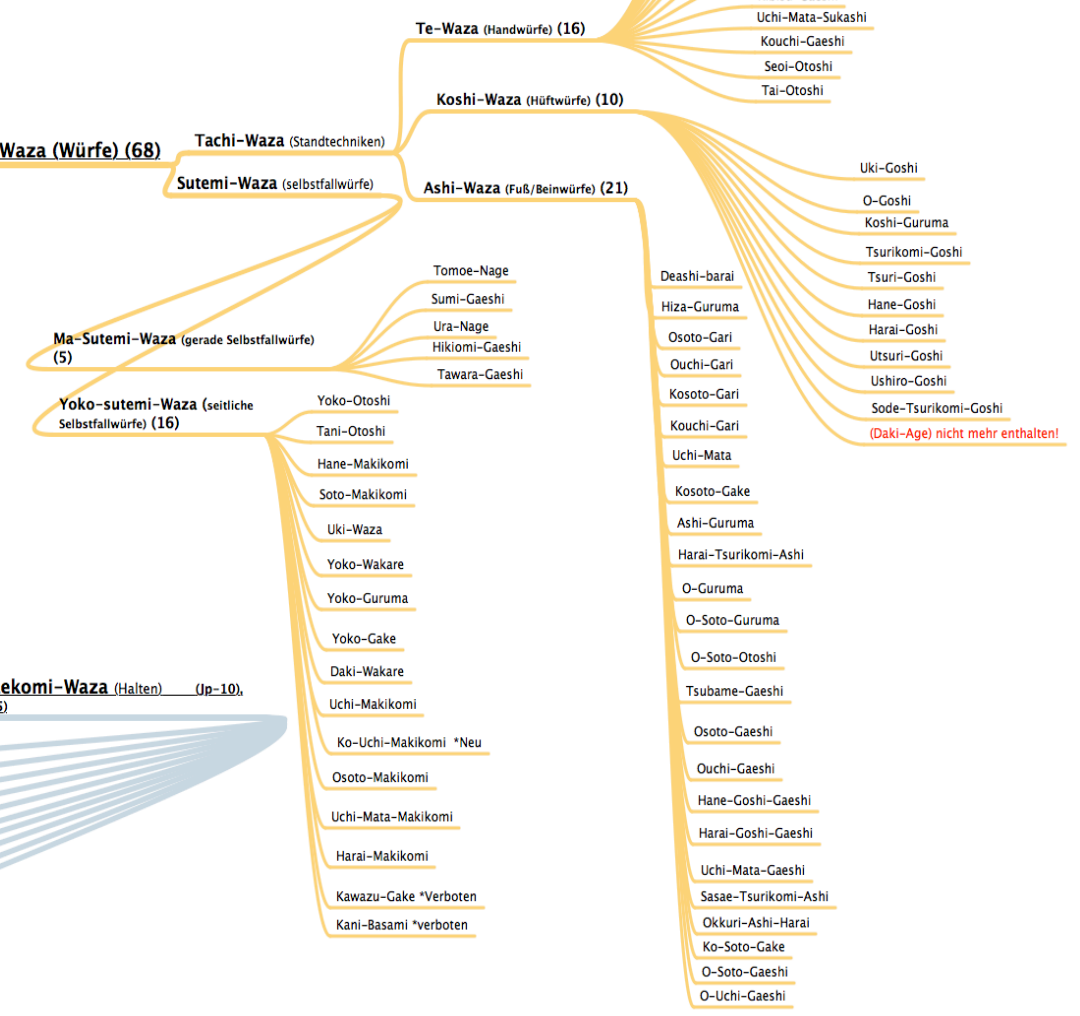 Uchi-Mata-Sukashi
Te-Waza (Handwürfe) (16)
Kouchi-Gaeshi
Seoi-Otoshi
Tai-Otoshi
Koshi-Waza (Hüftwürfe) (10)
Waza (Würfe) (68)
Tachi-Waza (Standtechniken)
Sutemi-Waza (selbstfallwürfe)
Ashi-Waza (Fuß/Beinwürfe) (21)
Uki-Goshi
O-Goshi
Koshi-Guruma
Tsurikomi-Goshi
Tsuri-Goshi
Hane-Goshi
Harai-Goshi
Utsuri-Goshi
Ushiro-Goshi
Sode-Tsurikomi-Goshi
(Daki-Age) nicht mehr enthalten!
Tomoe-Nage
Sumi-Gaeshi
Ura-Nage
Hikiomi-Gaeshi
Tawara-Gaeshi
Ma-Sutemi-Waza (gerade Selbstfallwürfe)
(5)
Yoko-sutemi-Waza (seitliche
Selbstfallwürfe) (16)
Yoko-Otoshi
Tani-Otoshi
Hane-Makikomi
Soto-Makikomi
Uki-Waza
Yoko-Wakare
Yoko-Guruma
Yoko-Gake
Daki-Wakare
Uchi-Makikomi
Ko-Uchi-Makikomi *Neu
Osoto-Makikomi
Uchi-Mata-Makikomi
Harai-Makikomi
Kawazu-Gake *Verboten
Kani-Basami *verboten
Deashi-barai
Hiza-Guruma
Osoto-Gari
Ouchi-Gari
Kosoto-Gari
Kouchi-Gari
Uchi-Mata
Kosoto-Gake
Ashi-Guruma
Harai-Tsurikomi-Ashi
O-Guruma
O-Soto-Guruma
O-Soto-Otoshi
Tsubame-Gaeshi
Osoto-Gaeshi
Ouchi-Gaeshi
Hane-Goshi-Gaeshi
Harai-Goshi-Gaeshi
Uchi-Mata-Gaeshi
Sasae-Tsurikomi-Ashi
Okkuri-Ashi-Harai
Ko-Soto-Gake
O-Soto-Gaeshi
O-Uchi-Gaeshi
ekomi-Waza (Halten) (Jp-10),